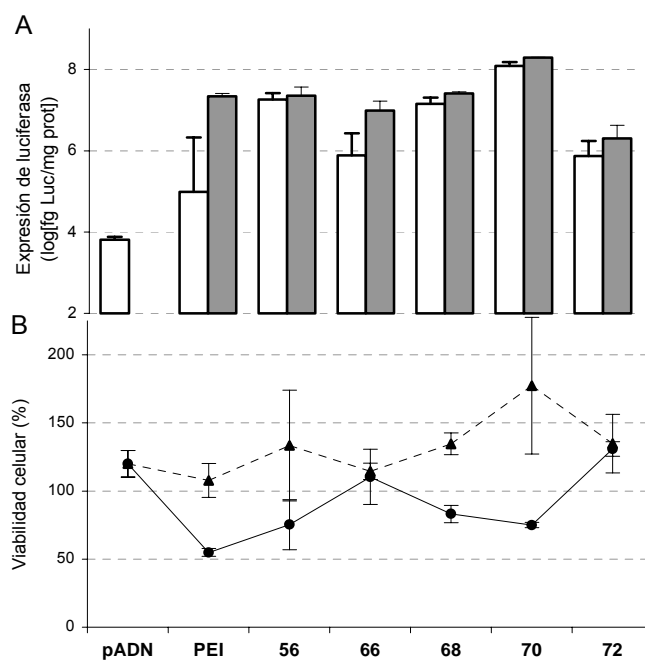 A
Expresión de luciferasa
(log[fg Luc/mg prot])
8
6
4
2
B
Viabilidad celular (%)
200
150
100
50
0
pADN PEI 56 66 68 70 72